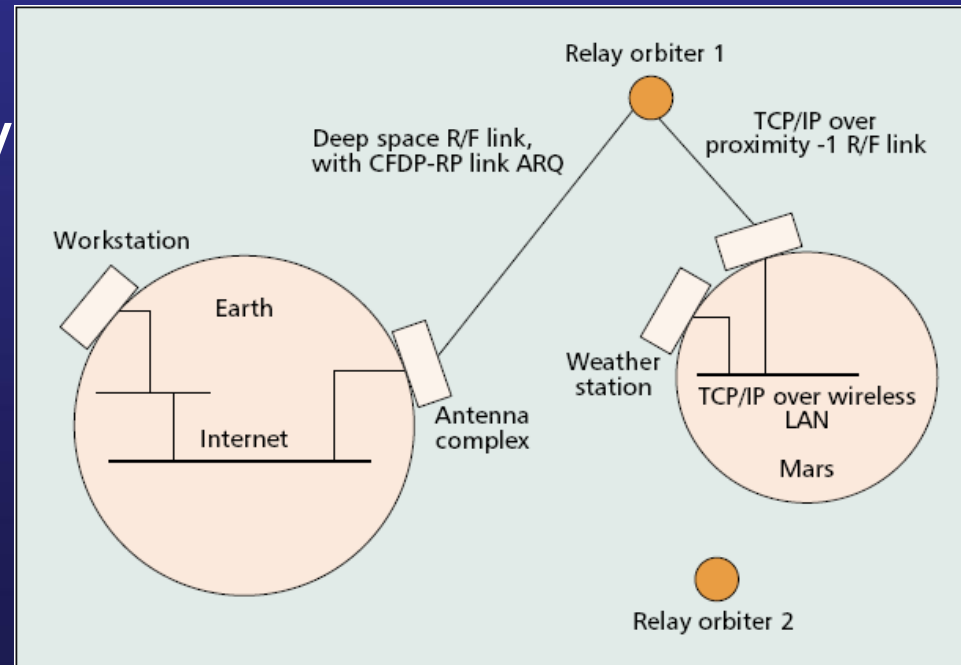 Relay orbiter 1
Deep space R/F link,
with CFDP-RP link ARQ
TCP/IP over
proximity -1 R/F link
Workstation
Earth
Internet
Antenna
complex
Weather
station
TCP/IP over wireless
LAN
Mars
Relay orbiter 2